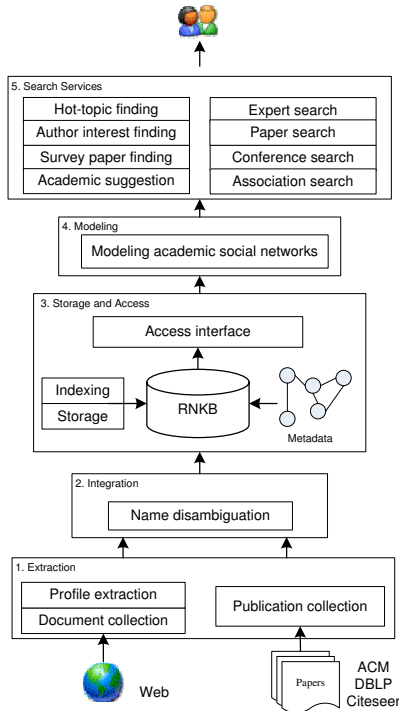 5. Search Services
Hot-topic finding
Author interest finding
Survey paper finding
Academic suggestion
Expert search
Paper search
Conference search
Association search
4. Modeling
Modeling academic social networks
3. Storage and Access
Access interface
Indexing
Storage
RNKB
Metadata
2. Integration
Name disambiguation
1. Extraction
Profile extraction
Document collection
Publication collection
Web
Papers
ACM
DBLP
Citeseer